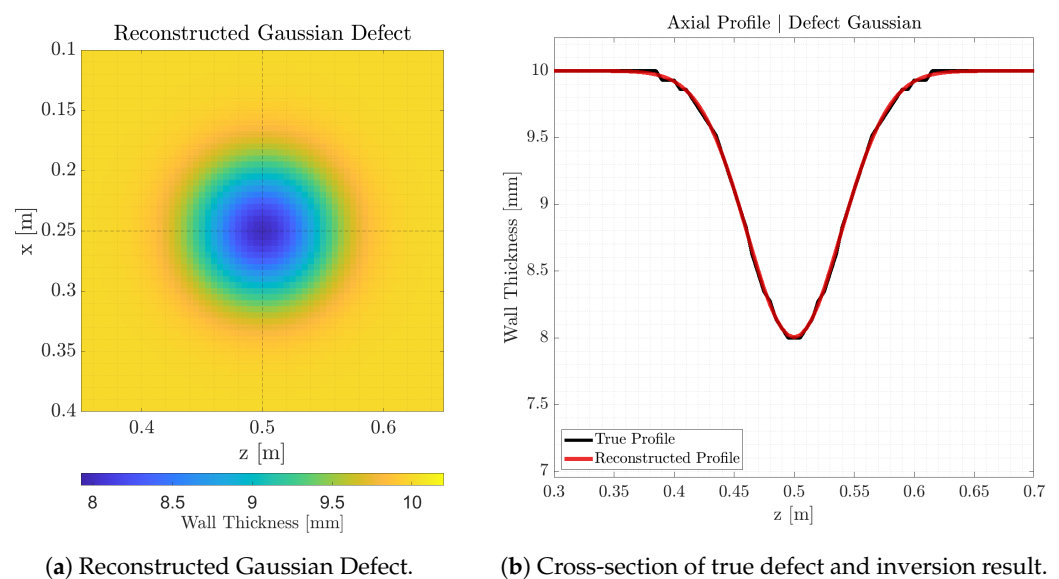 Reconstructed Gaussian Defect
0.1
0.15
0.2
0.25
0.3
0.35
0.4
x [m]
0.4 0.5 0.6
z [m]
8 8.5 9 9.5 10
Wall Thickness [mm]
(a) Reconstructed Gaussian Defect.
Axial Profile | Defect Gaussian
10
9.5
9
8.5
8
7.5
7
Wall Thickness [mm]
True Profile
Reconstructed Profile
0.3 0.35 0.4 0.45 0.5 0.55 0.6 0.65 0.7
z [m]
(b) Cross-section of true defect and inversion result.